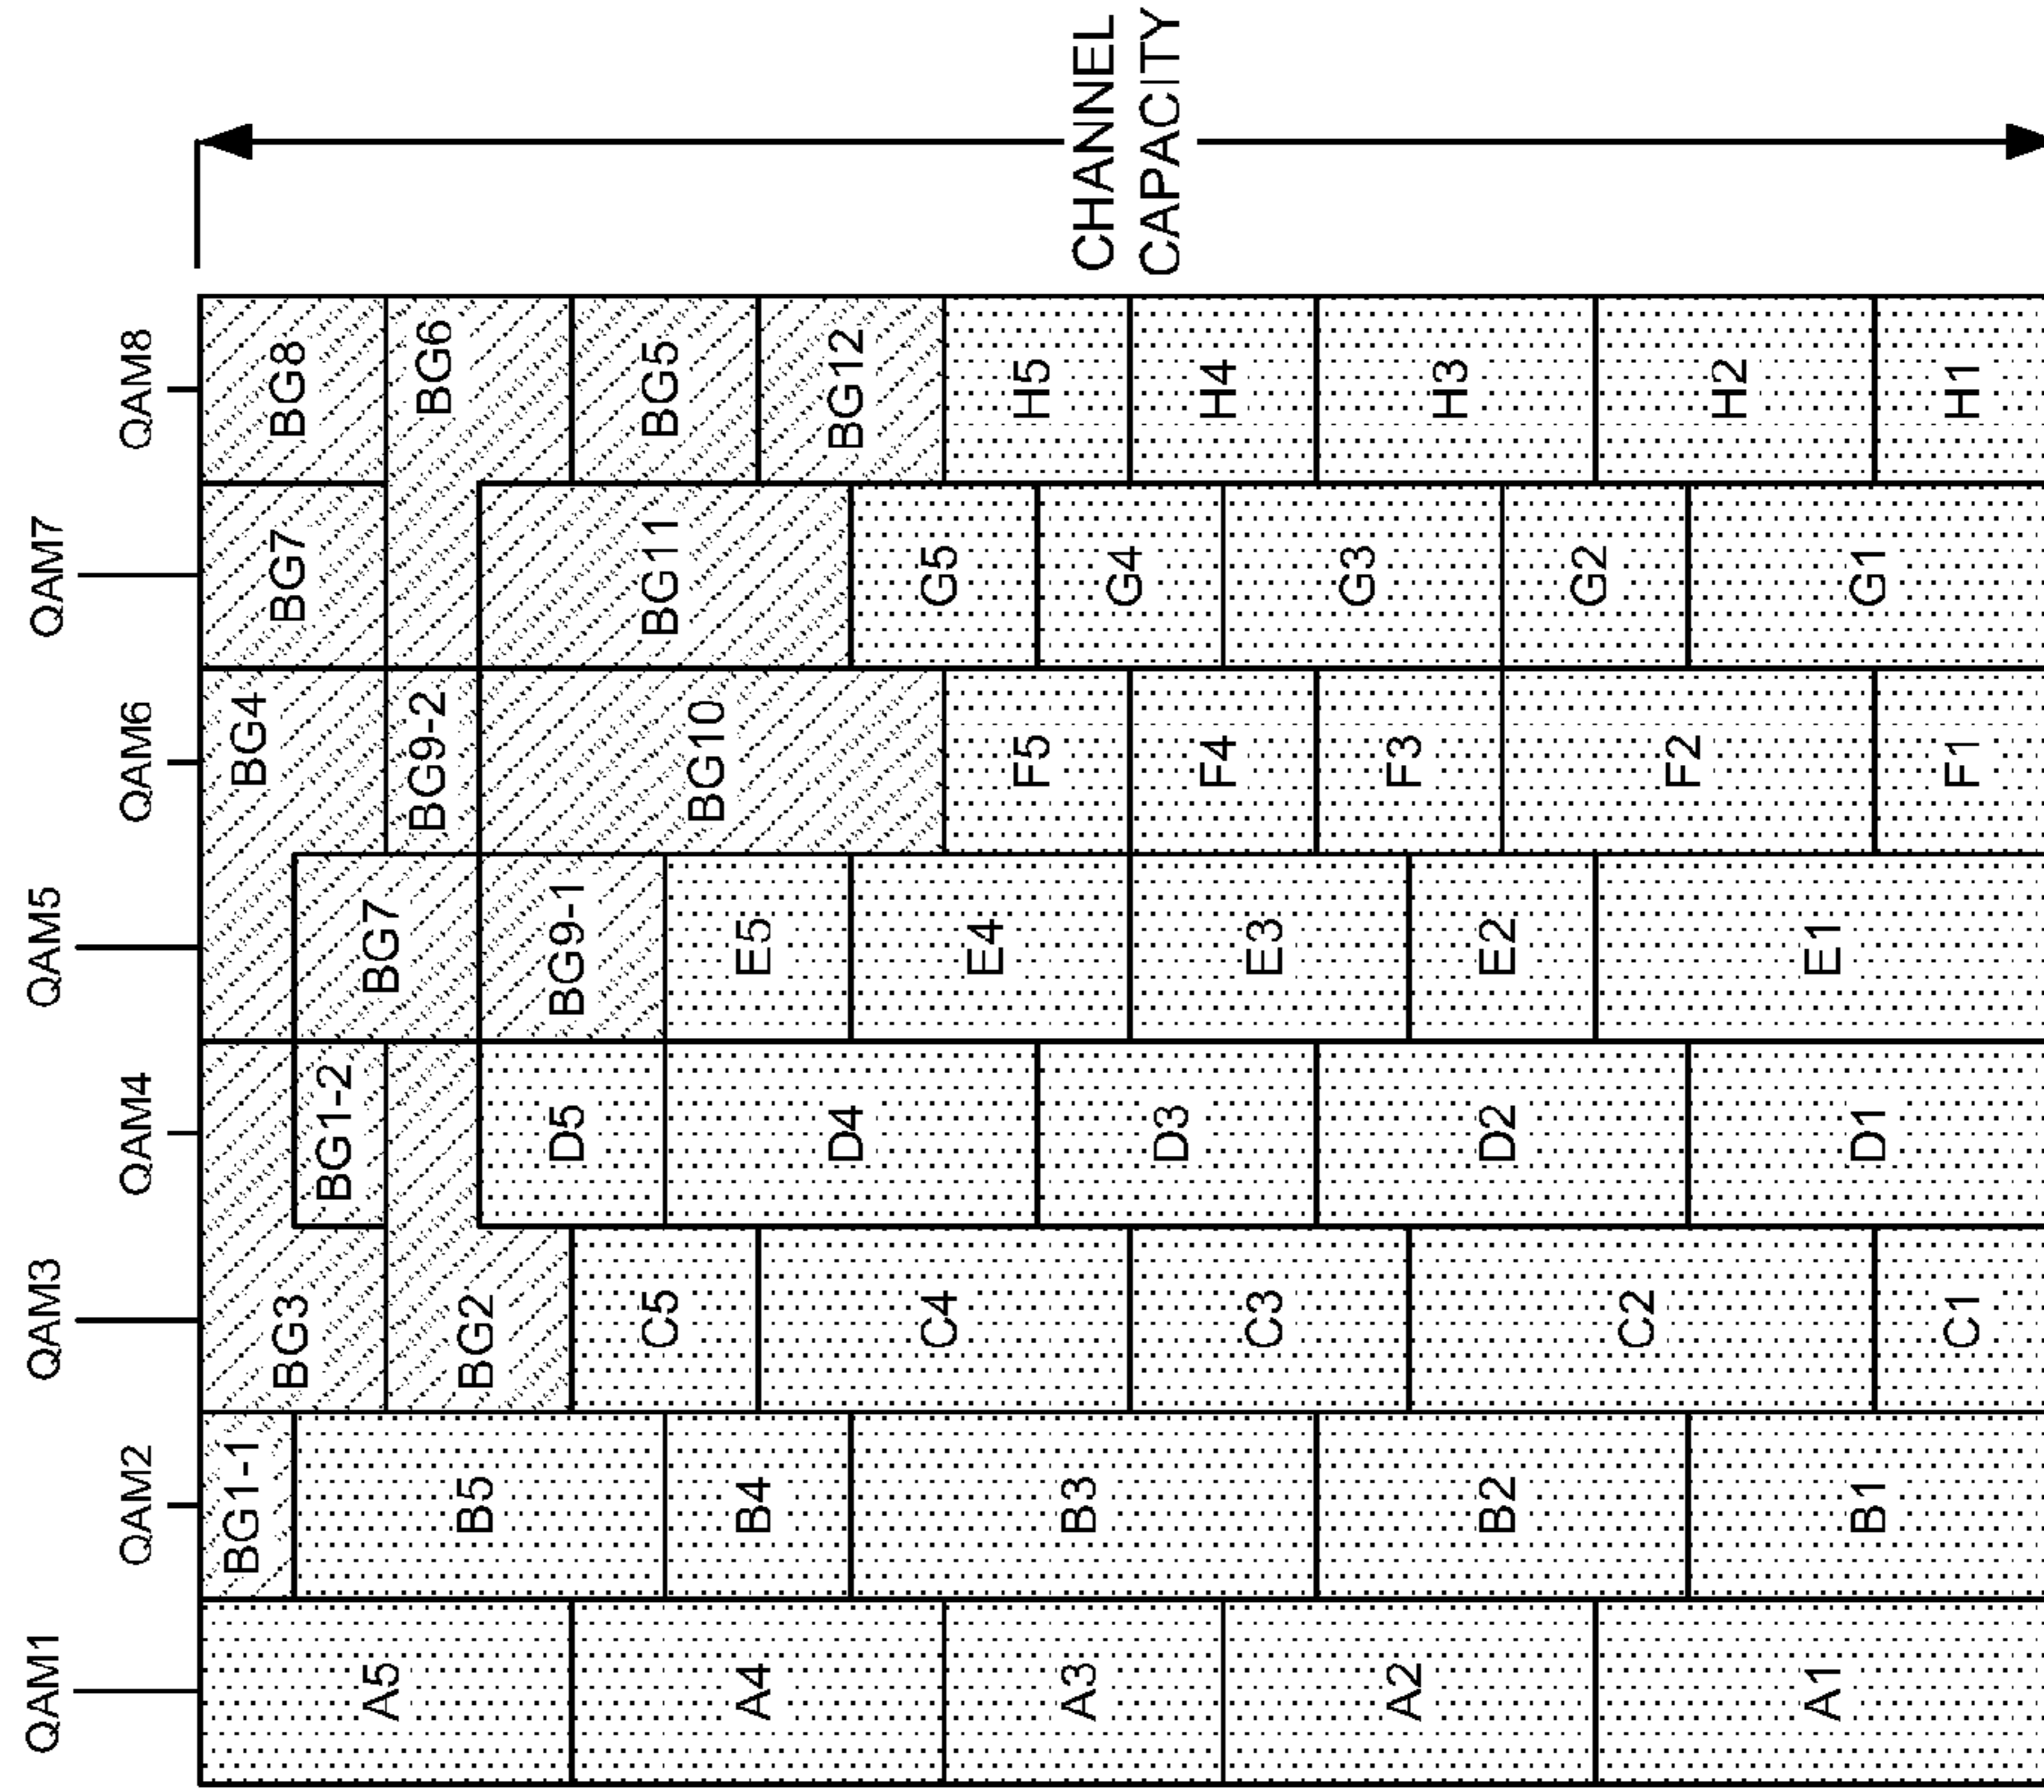 QAM1
QAM2
QAM3
QAM4
QAM5
QAM6
QAM7
QAM8
A5
A4
A3
A2
A1
BG1-1
B5
B4
B3
B2
B1
BG3
BG2
C5
C4
C3
C2
C1
BG1-2
D5
D4
D3
D2
D1
BG7
BG9-1
E5
E4
E3
E2
E1
BG4
BG9-2
BG10
F5
F4
F3
F2
F1
BG7
BG11
G5
G4
G3
G2
G1
BG8
BG6
BG5
BG12
H5
H4
H3
H2
H1
CHANNEL
CAPACITY